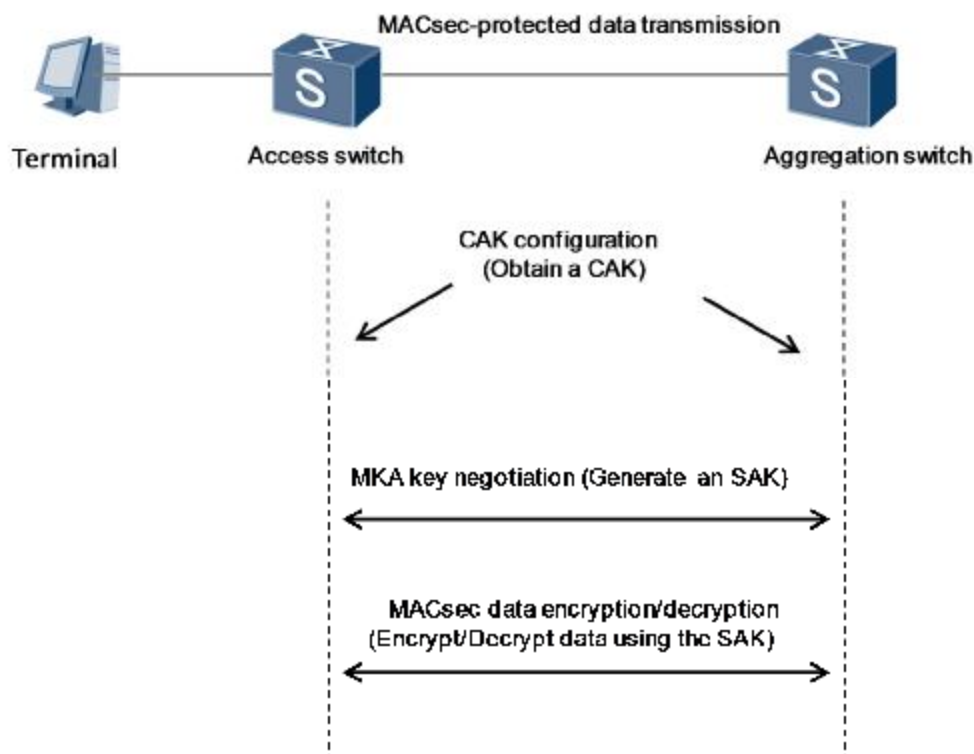 MACsec-protected data transmission
S
S
Terminal
Access switch
Aggregation switch
CAK configuration
(Obtain a CAK)
MKA key negotiation (Generate an SAK)
MACsec data encryption/decryption
(Encrypt/Decrypt data using the SAK)